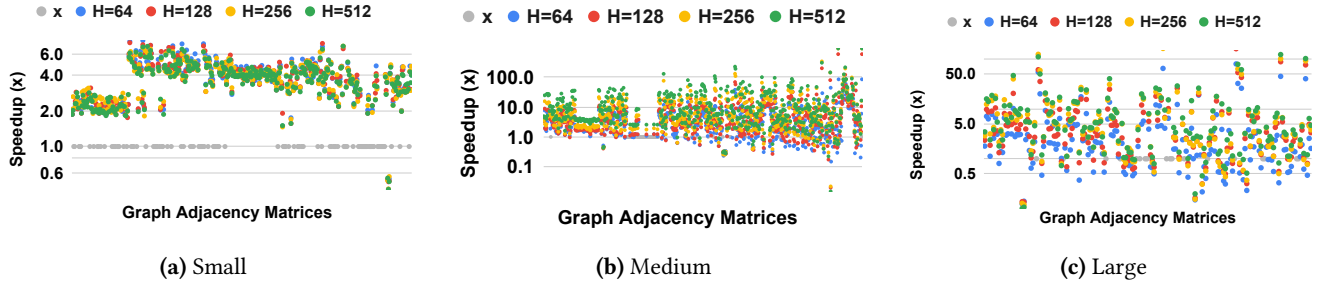 x H=64 H=128 H=256 H=512
Speedup (x)
6.0
4.0
2.0
1.0
0.6
Graph Adjacency Matrices
(a) Small
x H=64 H=128 H=256 H=512
Speedup (x)
100.0
10.0
1.0
0.1
Graph Adjacency Matrices
(b) Medium
x H=64 H=128 H=256 H=512
Speedup (x)
50.0
5.0
0.5
Graph Adjacency Matrices
(c) Large